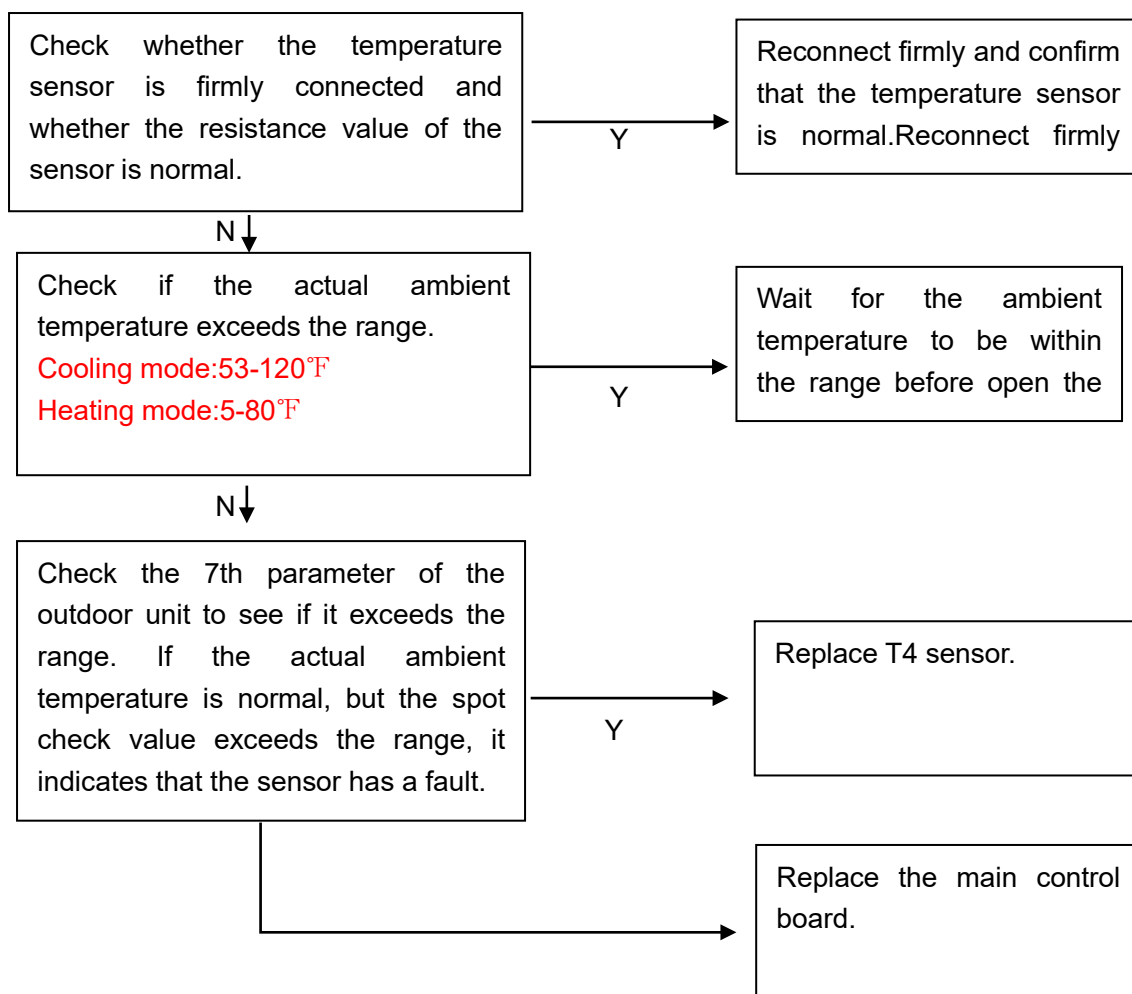 Check whether the temperature
sensor is firmly connected and
whether the resistance value of the
sensor is normal.
Y
Reconnect firmly and confirm
that the temperature sensor
is normal.Reconnect firmly
N
Check if the actual ambient
temperature exceeds the range.
Cooling mode:53-120℉
Heating mode:5-80℉
Y
Wait for the ambient
temperature to be within
the range before open the
N
Check the 7th parameter of the
outdoor unit to see if it exceeds the
range. If the actual ambient
temperature is normal, but the spot
check value exceeds the range, it
indicates that the sensor has a fault.
Y
Replace T4 sensor.
Replace the main control
board.